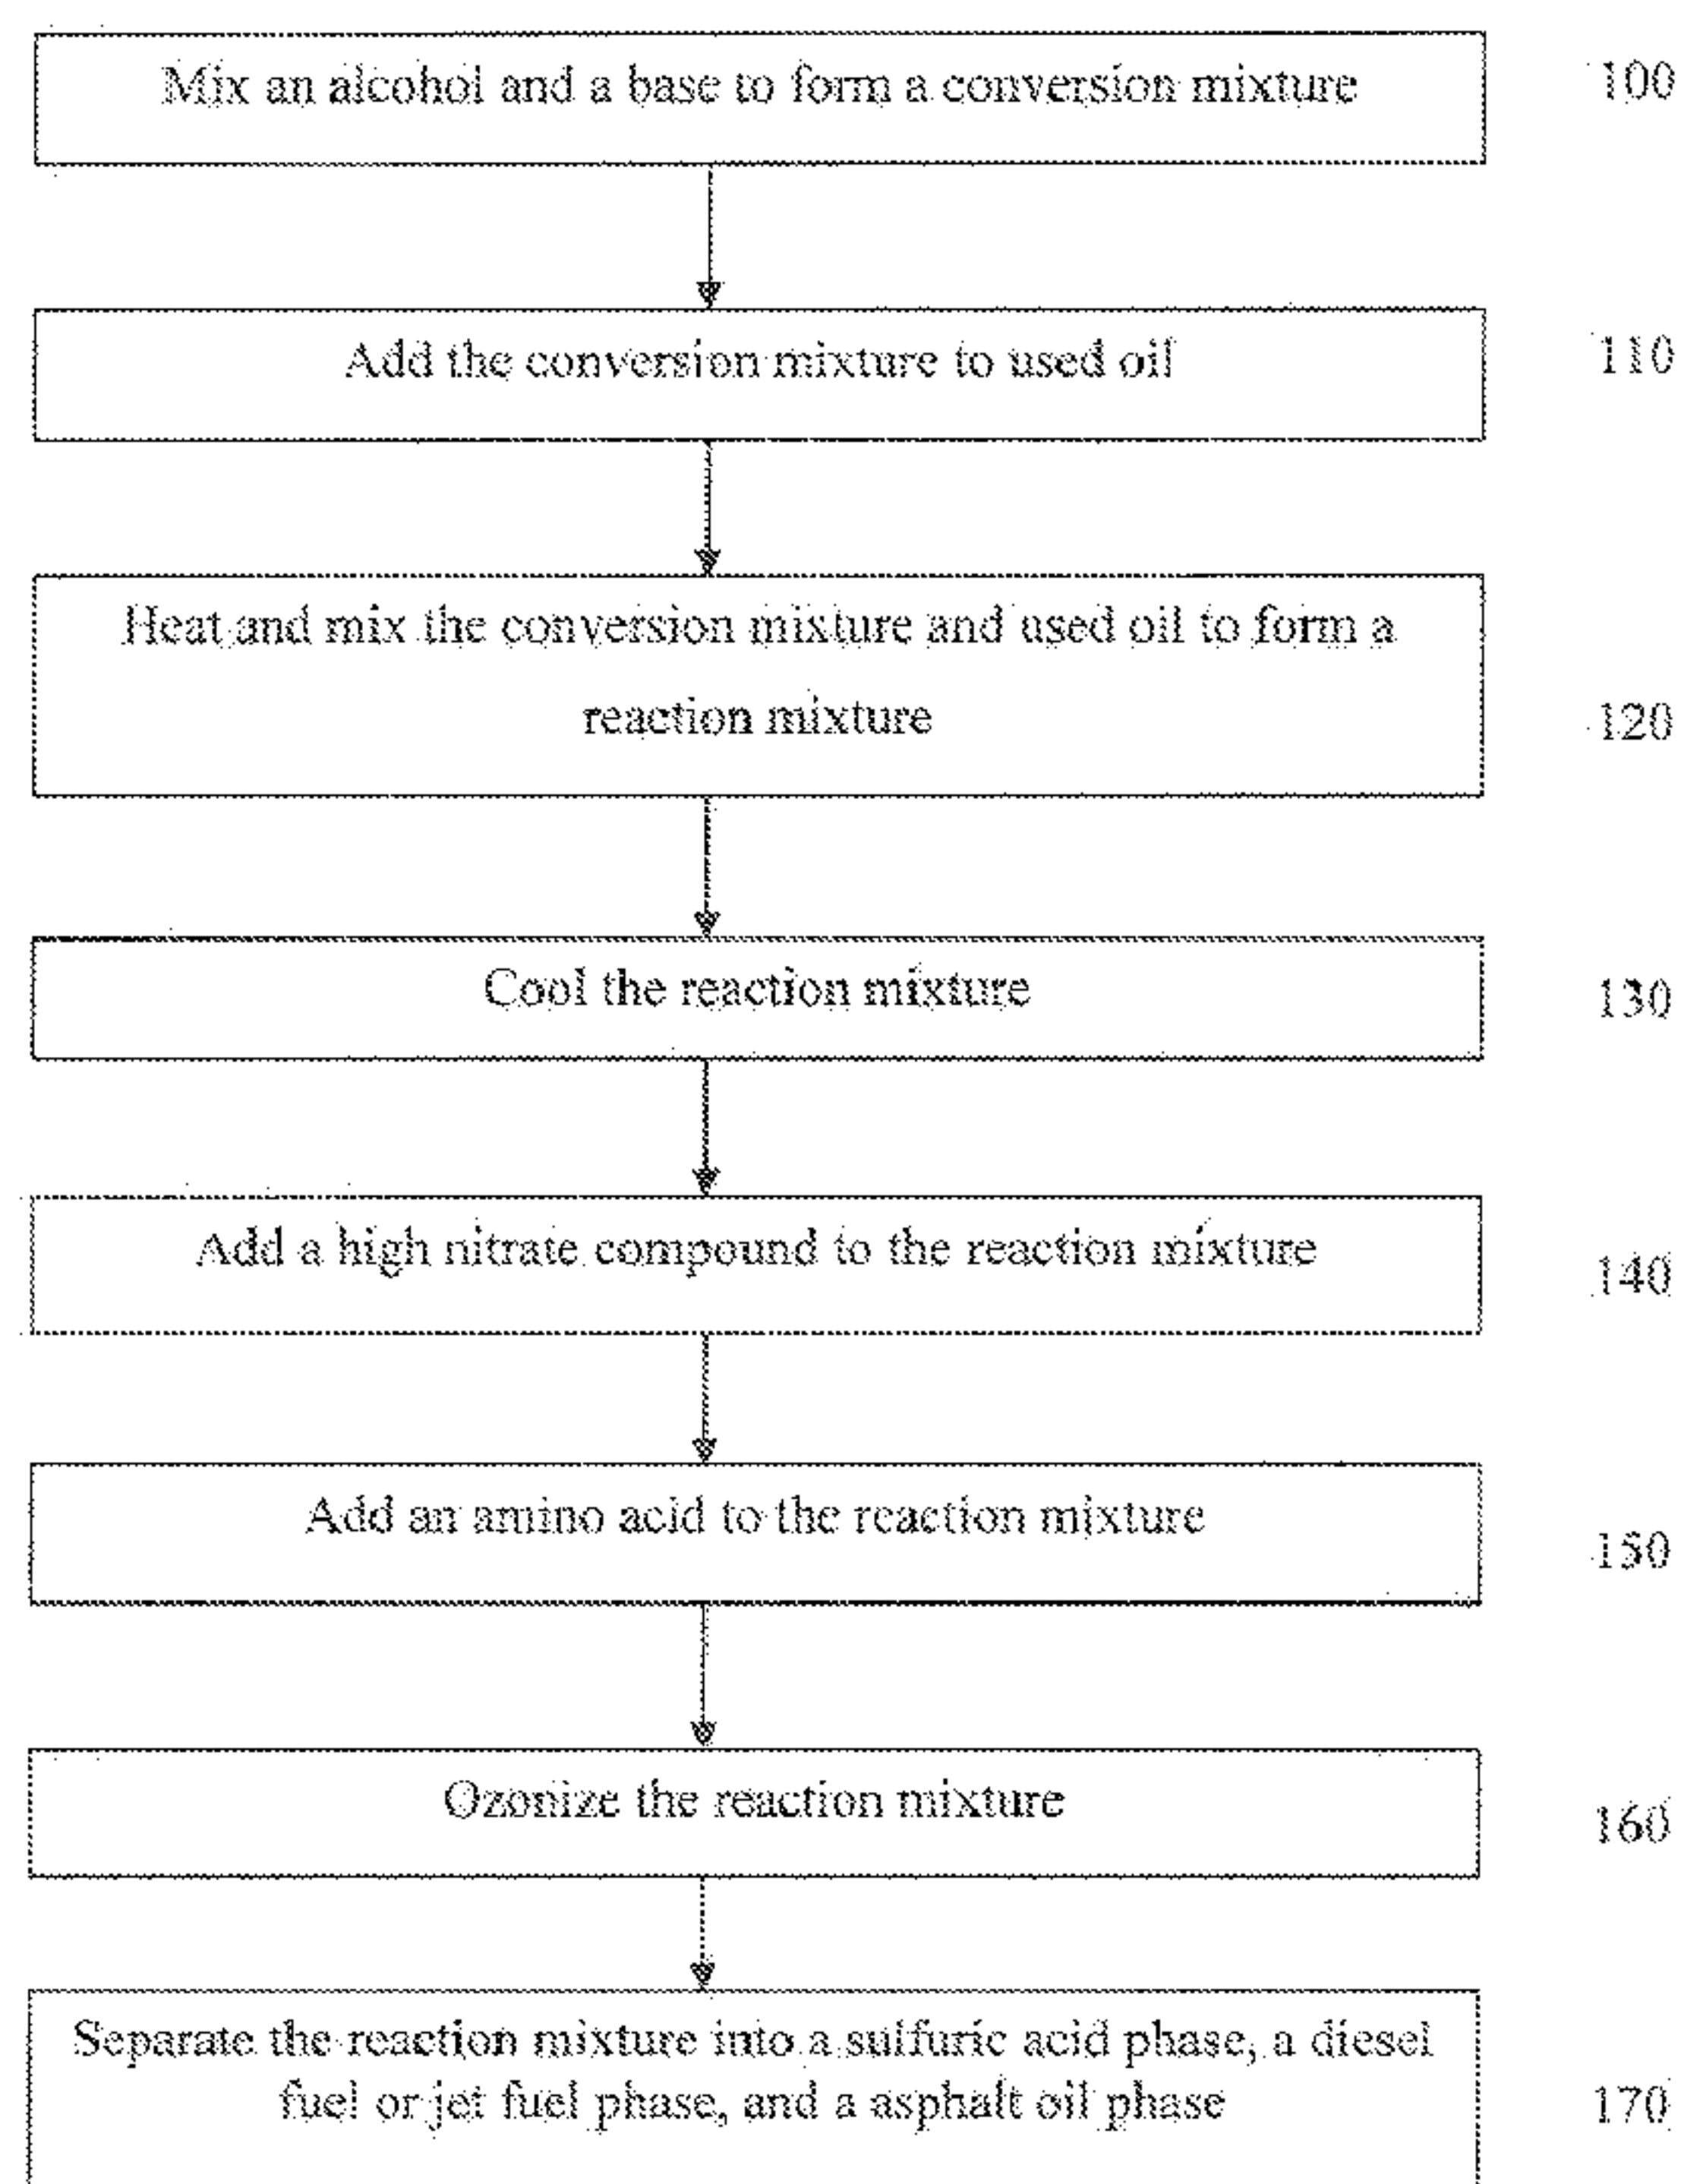 Mix an alcohol and a base to form a conversion mixture
100
Add the conversion mixture to used oil
110
Heat and mix the conversion mixture and used oil to form a
reaction mixture
120
Cool the reaction mixture
130
Add a high nitrate compound to the reaction mixture
140
Add an amino acid to the reaction mixture
150
Ozonize the reaction mixture
160
Separate the reaction mixture into a sulfuric acid phase, a diesel
fuel or jet fuel phase, and a asphalt oil phase
170